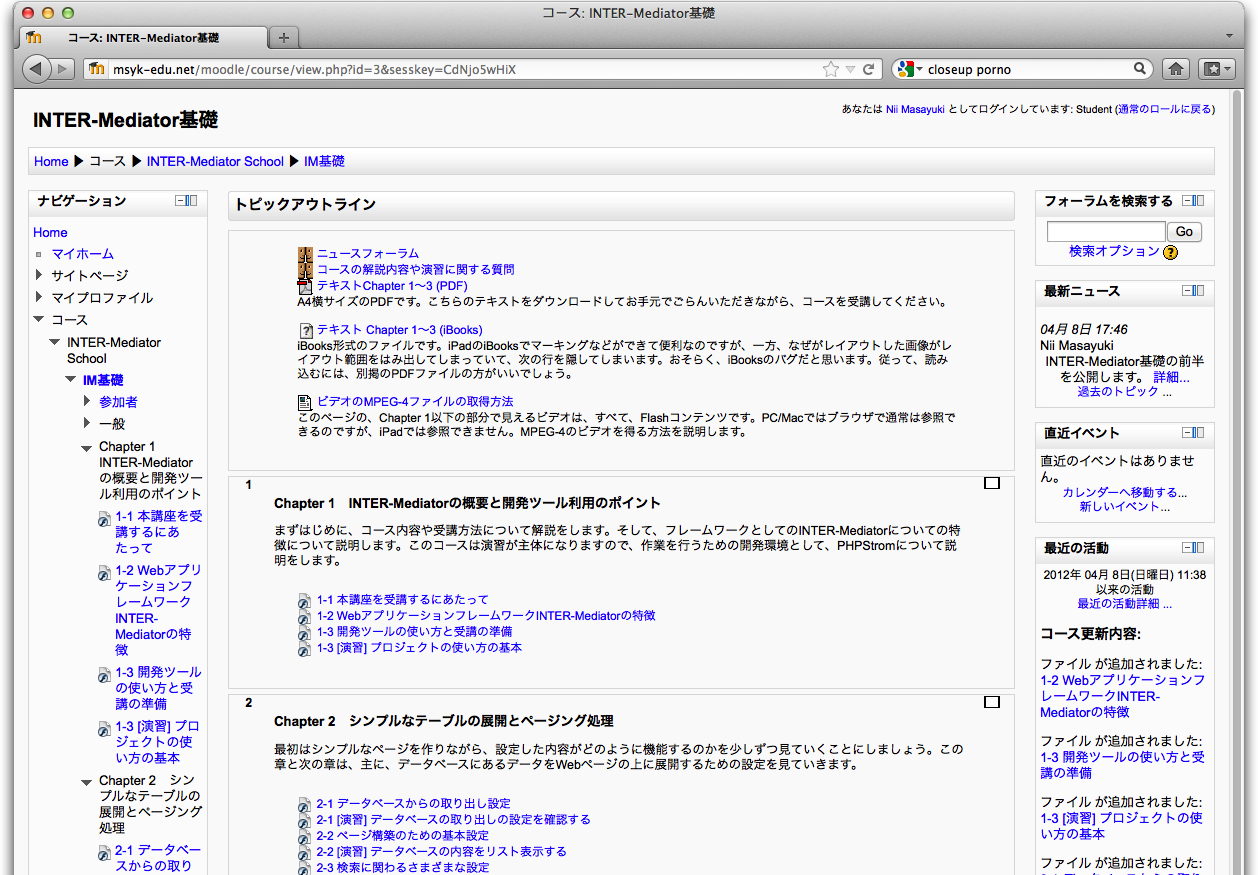 コース: INTER-Mediator基礎
コース: INTER-Mediator基礎
msyk-edu.net/moodle/course/view.php?id=3&sesskey=CdNjo5wHiX
closeup porno
INTER-Mediator基礎
あなたは Nii Masayuki としてログインしています: Student (通常のロールに戻る)
Home ▶ コース ▶ INTER-Mediator School ▶ IM基礎
ナビゲーション
Home
マイホーム
サイトページ
マイプロファイル
コース
INTER-Mediator
School
IM基礎
参加者
一般
Chapter 1
INTER-Mediator
の概要と開発ツー
ル利用のポイント
1-1 本講座を受
講するにあ
たって
1-2 Webアプリ
ケーションフ
レームワーク
INTER-
Mediatorの特
徴
1-3 開発ツール
の使い方と受
講の準備
1-3 [演習] プロ
ジェクトの使
い方の基本
Chapter 2　シン
プルなテーブルの
展開とページング
処理
2-1 データベー
スからの取り
トピックアウトライン
ニュースフォーラム
コースの解説内容や演習に関する質問
テキストChapter 1〜3 (PDF)
A4横サイズのPDFです。こちらのテキストをダウンロードしてお手元でごらんいただきながら、コースを受講してください。
テキスト Chapter 1〜3 (iBooks)
iBooks形式のファイルです。iPadのiBooksでマーキングなどができて便利なのですが、一方、なぜがレイアウトした画像がレ
イアウト範囲をはみ出してしまっていて、次の行を隠してしまいます。おそらく、iBooksのバグだと思います。従って、読み
込むには、別掲のPDFファイルの方がいいでしょう。
ビデオのMPEG-4ファイルの取得方法
このページの、Chapter 1以下の部分で見えるビデオは、すべて、Flashコンテンツです。PC/Macではブラウザで通常は参照で
きるのですが、iPadでは参照できません。MPEG-4のビデオを得る方法を説明します。
1
Chapter 1　INTER-Mediatorの概要と開発ツール利用のポイント
まずはじめに、コース内容や受講方法について解説をします。そして、フレームワークとしてのINTER-Mediatorについての特
徴について説明します。このコースは演習が主体になりますので、作業を行うための開発環境として、PHPStromについて説
明をします。
1-1 本講座を受講するにあたって
1-2 WebアプリケーションフレームワークINTER-Mediatorの特徴
1-3 開発ツールの使い方と受講の準備
1-3 [演習] プロジェクトの使い方の基本
2
Chapter 2　シンプルなテーブルの展開とページング処理
最初はシンプルなページを作りながら、設定した内容がどのように機能するのかを少しずつ見ていくことにしましょう。この
章と次の章は、主に、データベースにあるデータをWebページの上に展開するための設定を見ていきます。
2-1 データベースからの取り出し設定
2-1 [演習] データベースの取り出しの設定を確認する
2-2 ページ構築のための基本設定
2-2 [演習] データベースの内容をリスト表示する
2-3 検索に関わるさまざまな設定
フォーラムを検索する
Go
検索オプション ?
最新ニュース
04月 8日 17:46
Nii Masayuki
INTER-Mediator基礎の前半
を公開します。 詳細...
過去のトピック ...
直近イベント
直近のイベントはありませ
ん。
カレンダーへ移動する...
新しいイベント...
最近の活動
2012年 04月 8日(日曜日) 11:38
以来の活動
最近の活動詳細 ...
コース更新内容:
ファイル が追加されました:
1-2 Webアプリケーションフ
レームワークINTER-
Mediatorの特徴
ファイル が追加されました:
1-3 開発ツールの使い方と受
講の準備
ファイル が追加されました:
1-3 [演習] プロジェクトの使
い方の基本
ファイル が追加されました: